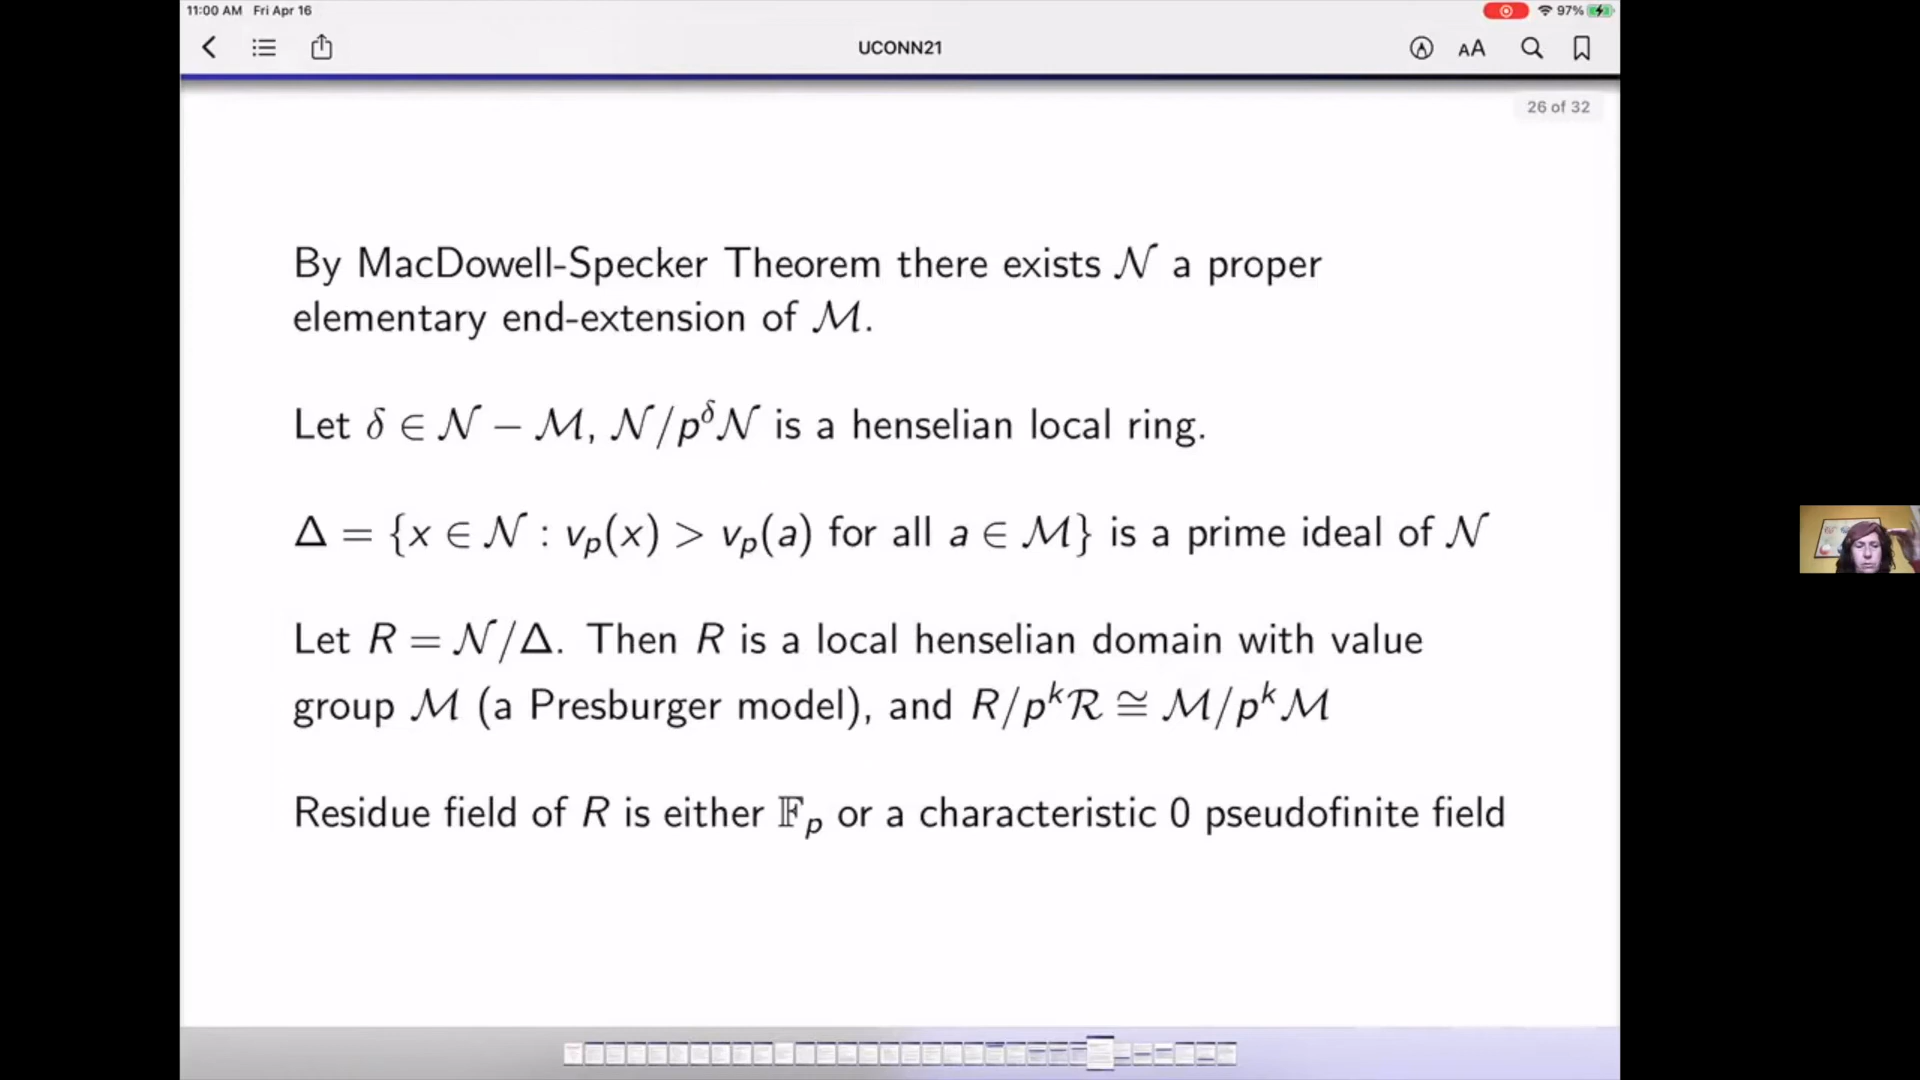 11:00 AM Fri Apr 16
97%
UCONN21
AA
26 of 32
By MacDowell-Specker Theorem there exists 𝒩 a proper
elementary end-extension of ℳ.
Let δ ∈ 𝒩 − ℳ, 𝒩/p^δ𝒩 is a henselian local ring.
Δ = {x ∈ 𝒩 : v_p(x) > v_p(a) for all a ∈ ℳ} is a prime ideal of 𝒩
Let R = 𝒩/Δ. Then R is a local henselian domain with value
group ℳ (a Presburger model), and R/p^kℛ ≅ ℳ/p^kℳ
Residue field of R is either 𝔽_p or a characteristic 0 pseudofinite field